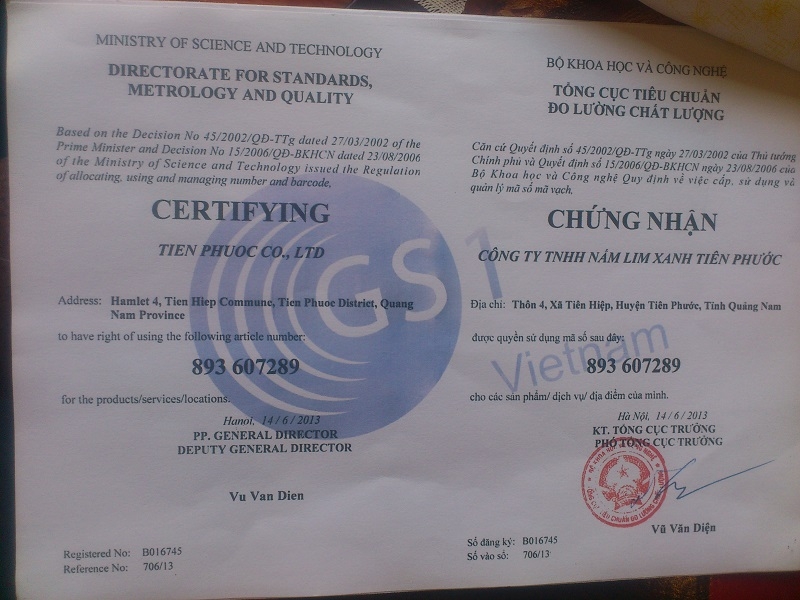 MINISTRY OF SCIENCE AND TECHNOLOGY
DIRECTORATE FOR STANDARDS,
METROLOGY AND QUALITY
Based on the Decision No 45/2002/QĐ-TTg dated 27/03/2002 of the
Prime Minister and Decision No 15/2006/QĐ-BKHCN dated 23/08/2006
of the Ministry of Science and Technology issued the Regulation
of allocating, using and managing number and barcode,
CERTIFYING
TIEN PHUOC CO., LTD
Address: Hamlet 4, Tien Hiep Commune, Tien Phuoc District, Quang
Nam Province
to have right of using the following article number:
893 607289
for the products/services/locations.
Hanoi, 14/6/2013
PP. GENERAL DIRECTOR
DEPUTY GENERAL DIRECTOR
Vu Van Dien
Registered No: B016745
Reference No: 706/13
BỘ KHOA HỌC VÀ CÔNG NGHỆ
TỔNG CỤC TIÊU CHUẨN
ĐO LƯỜNG CHẤT LƯỢNG
Căn cứ Quyết định số 45/2002/QĐ-TTg ngày 27/03/2002 của Thủ tướng
Chính phủ và Quyết định số 15/2006/QĐ-BKHCN ngày 23/08/2006 của
Bộ Khoa học và Công nghệ Quy định về việc cấp, sử dụng và
quản lý mã số mã vạch,
CHỨNG NHẬN
CÔNG TY TNHH NẤM LIM XANH TIÊN PHƯỚC
Địa chỉ: Thôn 4, Xã Tiên Hiệp, Huyện Tiên Phước, Tỉnh Quảng Nam
được quyền sử dụng mã số sau đây:
893 607289
cho các sản phẩm/ dịch vụ/ địa điểm của mình.
Hà Nội, 14/6/2013
KT. TỔNG CỤC TRƯỞNG
PHÓ TỔNG CỤC TRƯỞNG
Vũ Văn Diện
Số đăng ký: B016745
Số vào sổ: 706/13
GS1
Vietnam